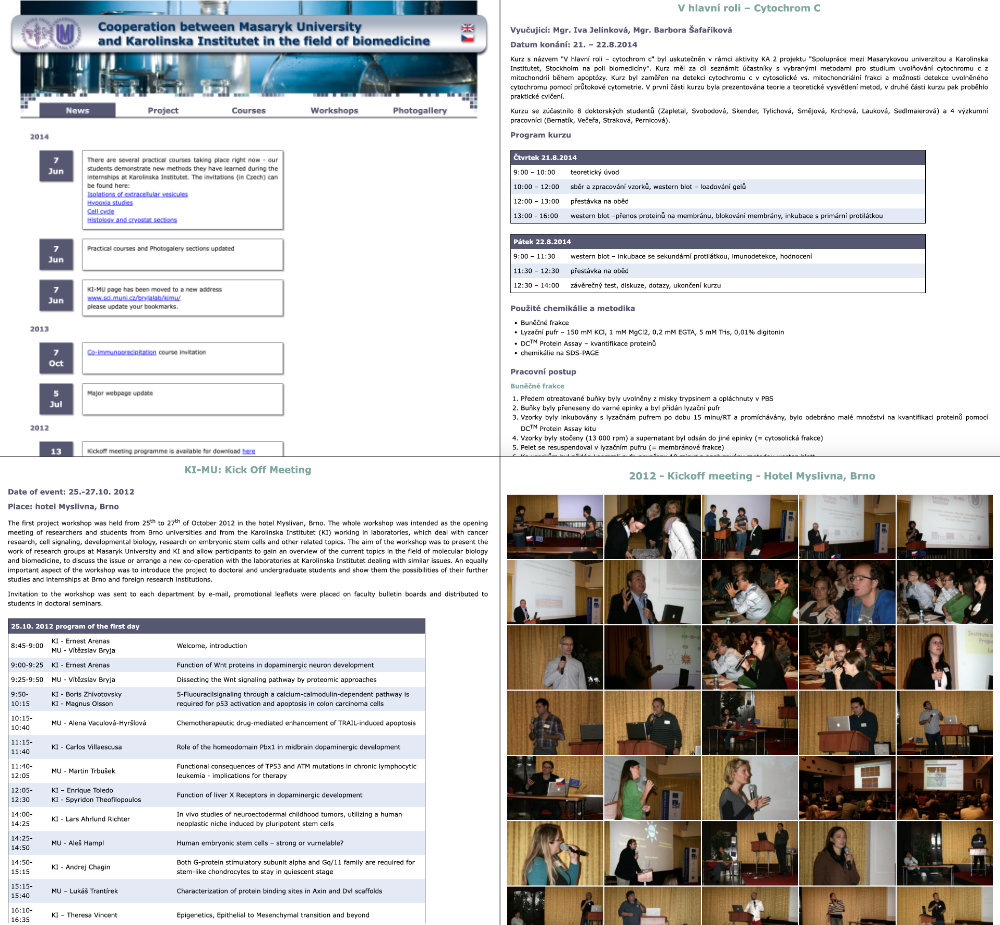 Cooperation between Masaryk University
and Karolinska Institutet in the field of biomedicine
News
Project
Courses
Workshops
Photogallery
2014
7
Jun
There are several practical courses taking place right now - our
students demonstrate new methods they have learned during the
internships at Karolinska Institutet. The invitations (in Czech) can
be found here:
Isolations of extracellular vesicules
Hypoxia studies
Cell cycle
Histology and cryostat sections
7
Jun
Practical courses and Photogalery sections updated
7
Jun
KI-MU page has been moved to a new address
www.sci.muni.cz/brylalab/kimu/
please update your bookmarks.
2013
7
Oct
Co-immunoprecipitation course invitation
5
Jul
Major webpage update
2012
13
Kickoff meeting programme is available for download here
V hlavní roli – Cytochrom C
Vyučující: Mgr. Iva Jelínková, Mgr. Barbora Šafaříková
Datum konání: 21. – 22.8.2014
Kurz s názvem "V hlavní roli – cytochrom c" byl uskutečněn v rámci aktivity KA 2 projektu "Spolupráce mezi Masarykovou univerzitou a Karolinska
Institutet, Stockholm na poli biomedicíny". Kurz měl za cíl seznámit účastníky s vybranými metodami pro studium uvolňování cytochromu c z
mitochondrií během apoptózy. Kurz byl zaměřen na detekci cytochromu c v cytosolické vs. mitochondriální frakci a možnosti detekce uvolněného
cytochromu pomocí průtokové cytometrie. V první části kurzu byla prezentována teorie a teoretické vysvětlení metod, v druhé části kurzu pak proběhlo
praktické cvičení.
Kurzu se zúčastnilo 8 doktorských studentů (Zapletal, Svobodová, Skender, Tylichová, Smějová, Krchová, Lauková, Sedlmaierová) a 4 výzkumní
pracovníci (Bernatík, Večeřa, Straková, Pernicová).
Program kurzu
Čtvrtek 21.8.2014
9:00 – 10:00 teoretický úvod
10:00 – 12:00 sběr a zpracování vzorků, western blot – loadování gelů
12:00 – 13:00 přestávka na oběd
13:00 – 16:00 western blot –přenos proteinů na membránu, blokování membrány, inkubace s primární protilátkou
Pátek 22.8.2014
9:00 – 11:30 western blot – inkubace se sekundární protilátkou, imunodetekce, hodnocení
11:30 – 12:30 přestávka na oběd
12:30 – 14:00 závěrečný test, diskuze, dotazy, ukončení kurzu
Použité chemikálie a metodika
• Buněčné frakce
• Lyzační pufr – 150 mM KCl, 1 mM MgCl2, 0,2 mM EGTA, 5 mM Tris, 0,01% digitonin
• DC™ Protein Assay – kvantifikace proteinů
• chemikálie na SDS-PAGE
Pracovní postup
Buněčné frakce
1. Předem otreatované buňky byly uvolněny z misky trypsinem a opláchnuty v PBS
2. Buňky byly přeneseny do varné epinky a byl přidán lyzační pufr
3. Vzorky byly inkubovány s lyzačním pufrem po dobu 15 minu/RT a promíchávány, bylo odebráno malé množství na kvantifikaci proteinů pomocí
DC™ Protein Assay kitu
4. Vzorky byly stočeny (13 000 rpm) a supernatant byl odsán do jiné epinky (= cytosolická frakce)
5. Pelet se resuspendoval v lyzačním pufru (= membránové frakce)
KI-MU: Kick Off Meeting
Date of event: 25.-27.10. 2012
Place: hotel Myslivna, Brno
The first project workshop was held from 25th to 27th of October 2012 in the hotel Myslivan, Brno. The whole workshop was intended as the opening
meeting of researchers and students from Brno universities and from the Karolinska Institutet (KI) working in laboratories, which deal with cancer
research, cell signaling, developmental biology, research on embryonic stem cells and other related topics. The aim of the workshop was to present the
work of research groups at Masaryk University and KI and allow participants to gain an overview of the current topics in the field of molecular biology
and biomedicine, to discuss the issue or arrange a new co-operation with the laboratories at Karolinska Institutet dealing with similar issues. An equally
important aspect of the workshop was to introduce the project to doctoral and undergraduate students and show them the possibilities of their further
studies and internships at Brno and foreign research institutions.
Invitation to the workshop was sent to each department by e-mail, promotional leaflets were placed on faculty bulletin boards and distributed to
students in doctoral seminars.
25.10. 2012 program of the first day
8:45-9:00 KI - Ernest Arenas
MU - Vítězslav Bryja Welcome, introduction
9:00-9:25 KI - Ernest Arenas Function of Wnt proteins in dopaminergic neuron development
9:25-9:50 MU - Vítězslav Bryja Dissecting the Wnt signaling pathway by proteomic approaches
9:50-
10:15
KI - Boris Zhivotovsky
KI - Magnus Olsson
5-Fluouracilsignaling through a calcium-calmodulin-dependent pathway is
required for p53 activation and apoptosis in colon carcinoma cells
10:15-
10:40
MU - Alena Vaculová-Hyršlová Chemotherapeutic drug-mediated enhancement of TRAIL-induced apoptosis
11:15-
11:40
KI - Carlos Villaescusa Role of the homeodomain Pbx1 in midbrain dopaminergic development
11:40-
12:05
MU - Martin Trbušek
Functional consequences of TP53 and ATM mutations in chronic lymphocytic
leukemia - implications for therapy
12:05-
12:30
KI – Enrique Toledo
KI - Spyridon Theofilopoulos
Function of liver X Receptors in dopaminergic development
14:00-
14:25
KI - Lars Ahrlund Richter
In vivo studies of neuroectodermal childhood tumors, utilizing a human
neoplastic niche induced by pluripotent stem cells
14:25-
14:50
MU - Aleš Hampl Human embryonic stem cells – strong or vurnelable?
14:50-
15:15
KI - Andrej Chagin
Both G-protein stimulatory subunit alpha and Gq/11 family are required for
stem-like chondrocytes to stay in quiescent stage
15:15-
15:40
MU – Lukáš Trantírek Characterization of protein binding sites in Axin and Dvl scaffolds
16:10-
16:35
KI – Theresa Vincent Epigenetics, Epithelial to Mesenchymal transition and beyond
2012 - Kickoff meeting - Hotel Myslivna, Brno